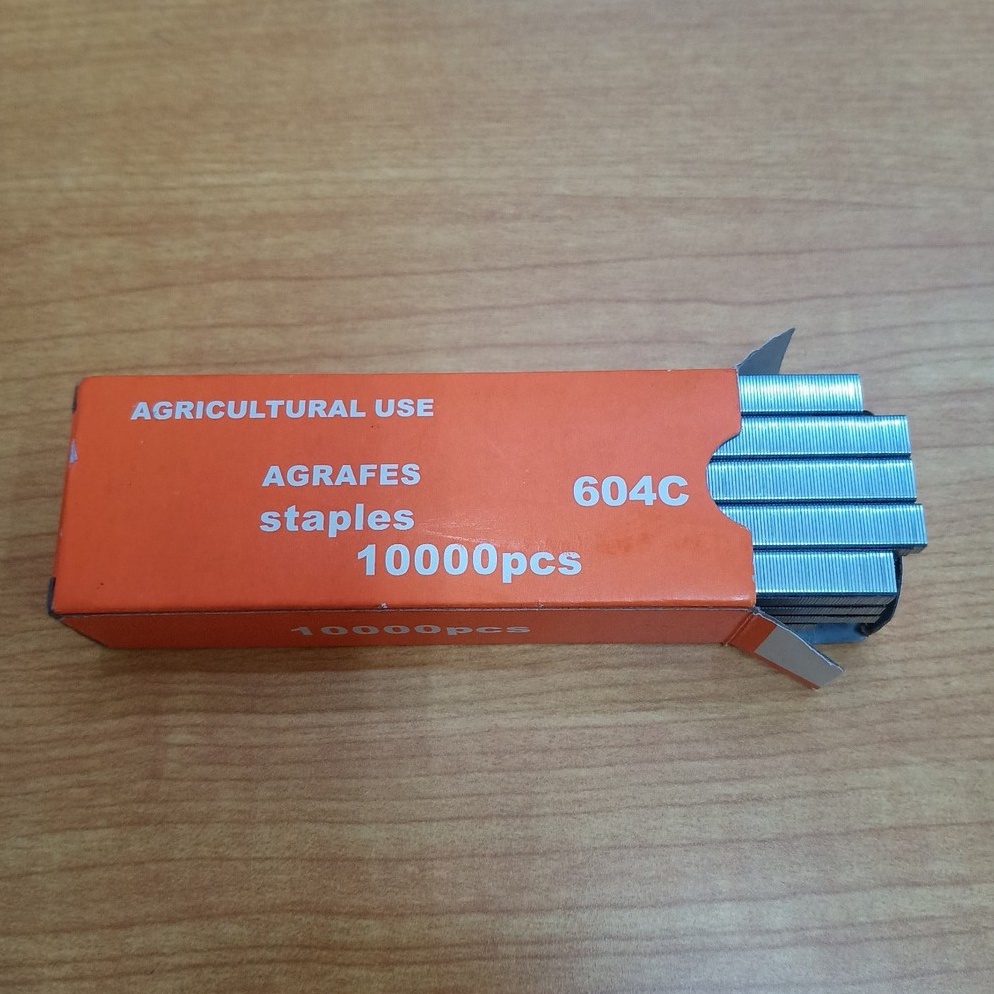 AGRICULTURAL USE
AGRAFES
staples
604C
10000pcs
10000pcs